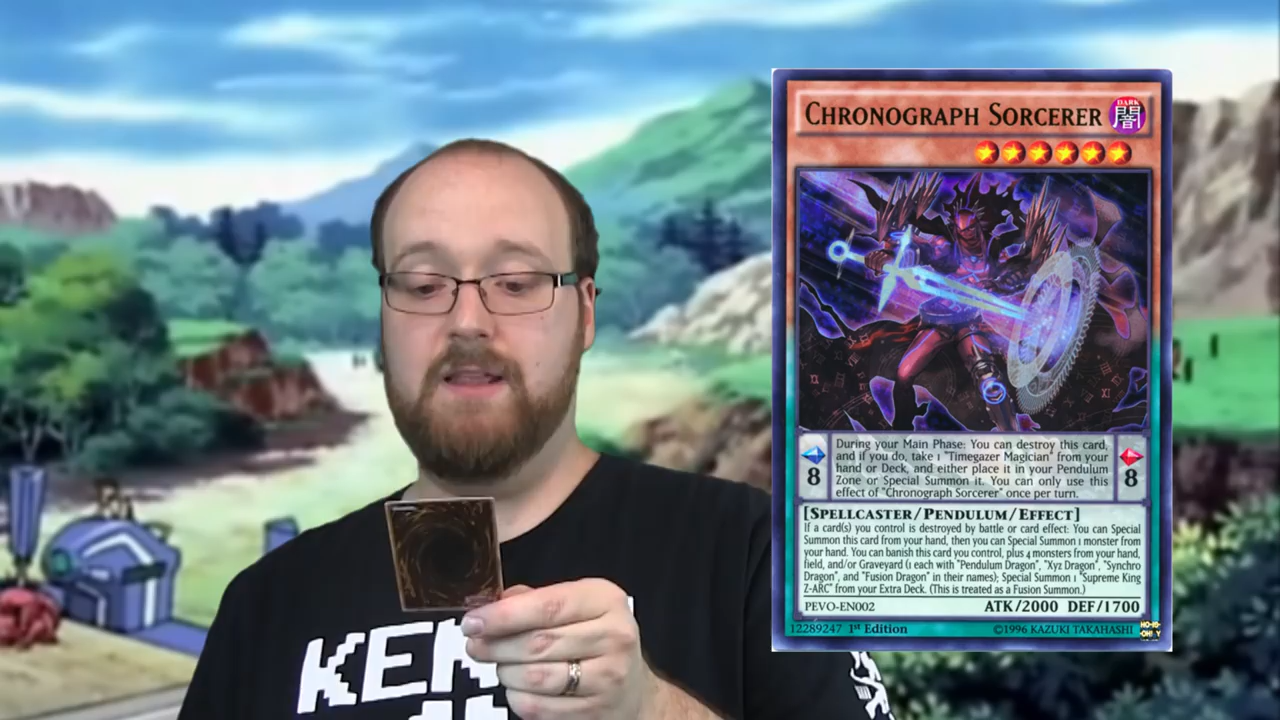 CHRONOGRAPH SORCERER
DARK
闇
During your Main Phase: You can destroy this card,
and if you do, take 1 "Timegazer Magician" from your
hand or Deck, and either place it in your Pendulum
Zone or Special Summon it. You can only use this
effect of "Chronograph Sorcerer" once per turn.
8
8
[SPELLCASTER/PENDULUM/EFFECT]
If a card(s) you control is destroyed by battle or card effect: You can Special
Summon this card from your hand, then you can Special Summon 1 monster from
your hand. You can banish this card you control, plus 4 monsters from your hand,
field, and/or Graveyard (1 each with "Pendulum Dragon", "Xyz Dragon", "Synchro
Dragon", and "Fusion Dragon" in their names); Special Summon 1 "Supreme King
Z-ARC" from your Extra Deck. (This is treated as a Fusion Summon.)
PEVO-EN002
ATK/2000 DEF/1700
12289247 1st Edition
©1996 KAZUKI TAKAHASHI
KEN